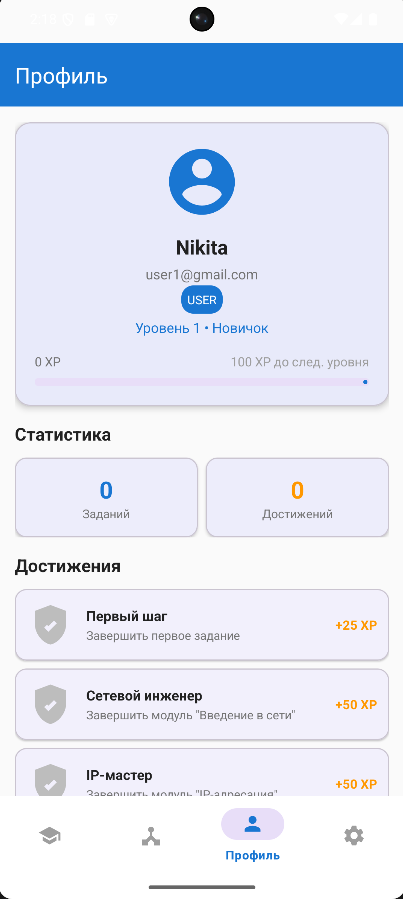 2:18
Профиль
Nikita
user1@gmail.com
USER
Уровень 1 • Новичок
0 XP
100 XP до след. уровня
Статистика
0
Заданий
0
Достижений
Достижения
Первый шаг
Завершить первое задание
+25 XP
Сетевой инженер
Завершить модуль "Введение в сети"
+50 XP
IP-мастер
Завершить модуль "IP-адресация"
+50 XP
Профиль